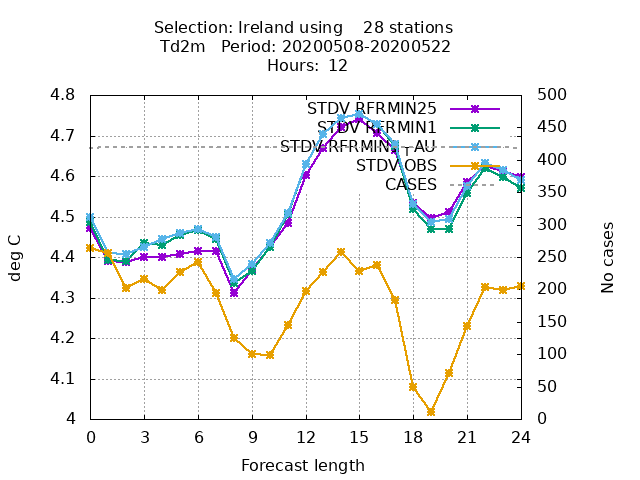 Selection: Ireland using    28 stations
Td2m   Period: 20200508-20200522
Hours:  12
STDV RFRMIN25
STDV RFRMIN1
AU
STDV OBS
CASES
deg C
No cases
4.8
4.7
4.6
4.5
4.4
4.3
4.2
4.1
4
500
450
400
350
300
250
200
150
100
50
0
0 3 6 9 12 15 18 21 24
Forecast length